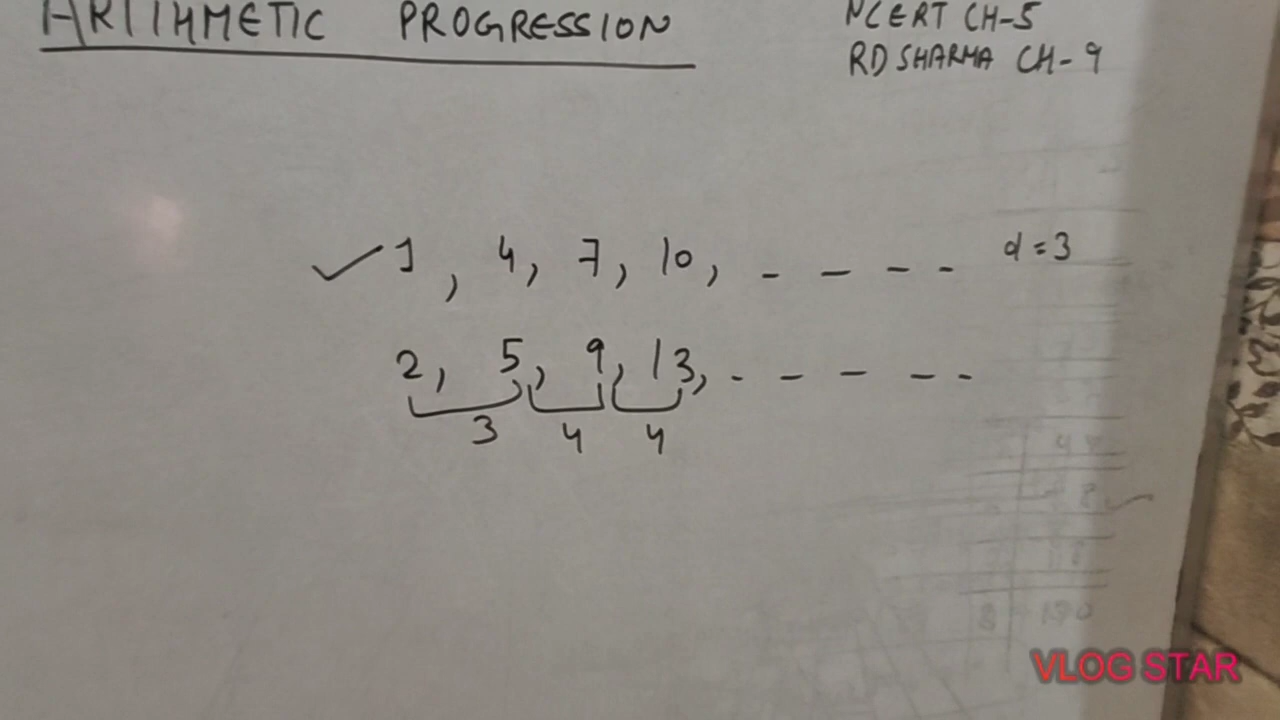 ARITHMETIC PROGRESSION
NCERT CH-5
RD SHARMA CH-9
✓ 1, 4, 7, 10, - - - - d=3
2, 5, 9, 13, - - - - -
3 4 4
VLOG STAR